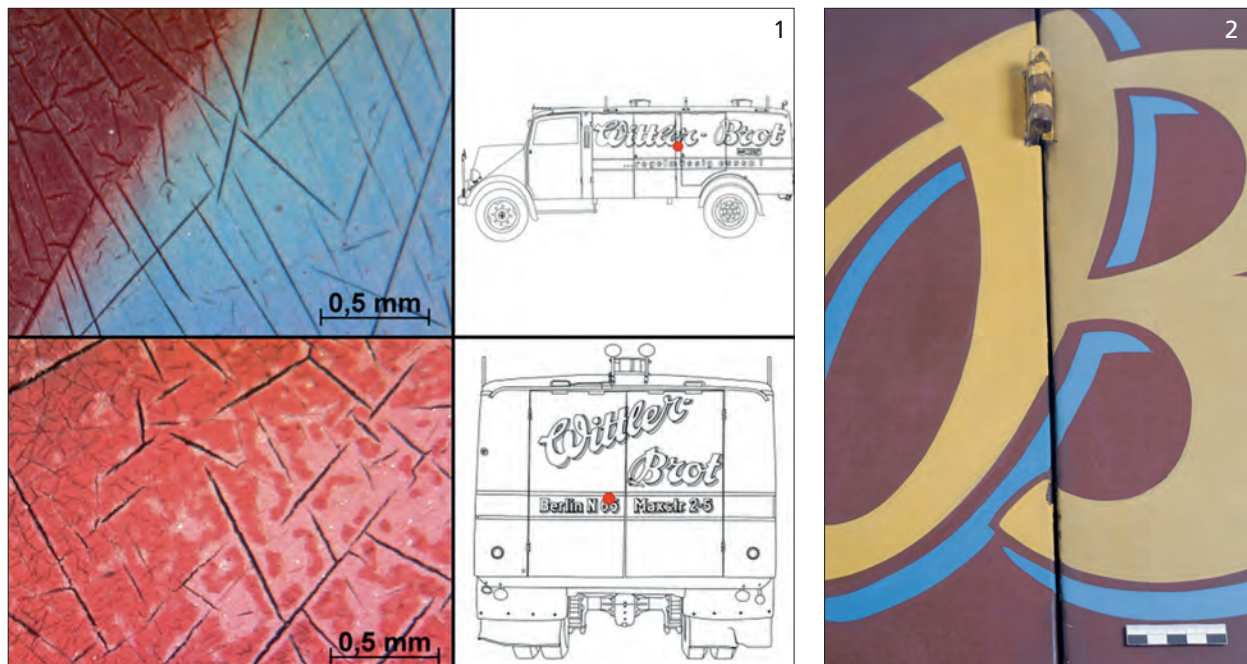 1
0,5 mm
Wittler-Brot
...regelmässig essen!
0,5 mm
Wittler-
Brot
Berlin N 65
Maxstr 2-5
2
B